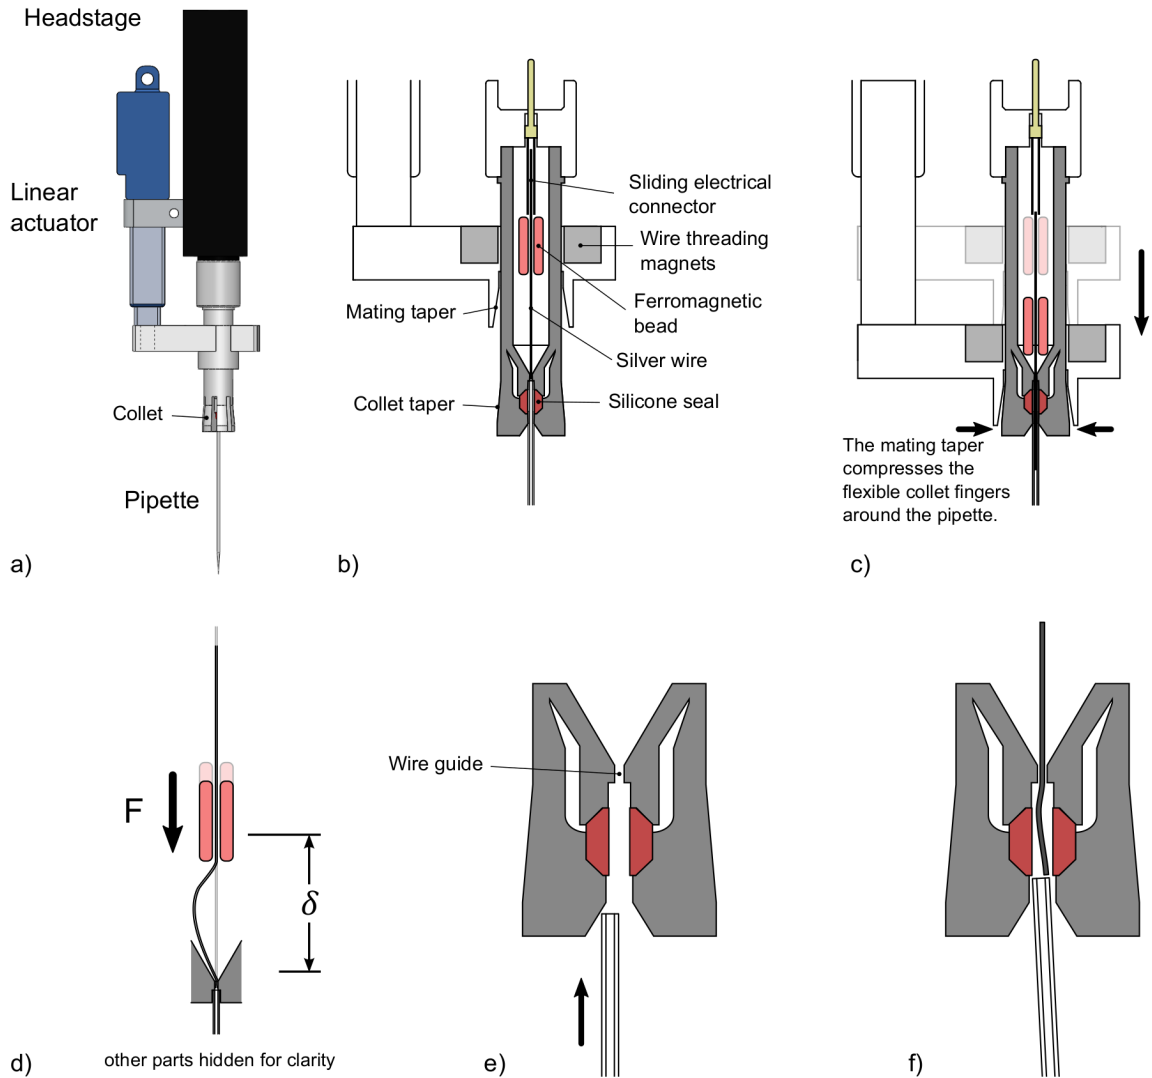 Headstage
Linear
actuator
Collet
Pipette
a)
Sliding electrical
connector
Wire threading
magnets
Mating taper
Ferromagnetic
bead
Silver wire
Collet taper
Silicone seal
b)
The mating taper
compresses the
flexible collet fingers
around the pipette.
c)
F
δ
d)
other parts hidden for clarity
Wire guide
e)
f)